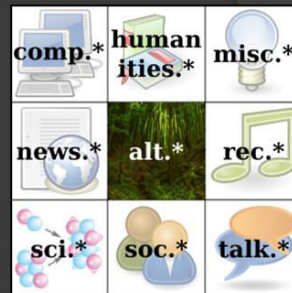 comp.*
human
ities.*
misc.*
news.*
alt.*
rec.*
sci.*
soc.*
talk.*